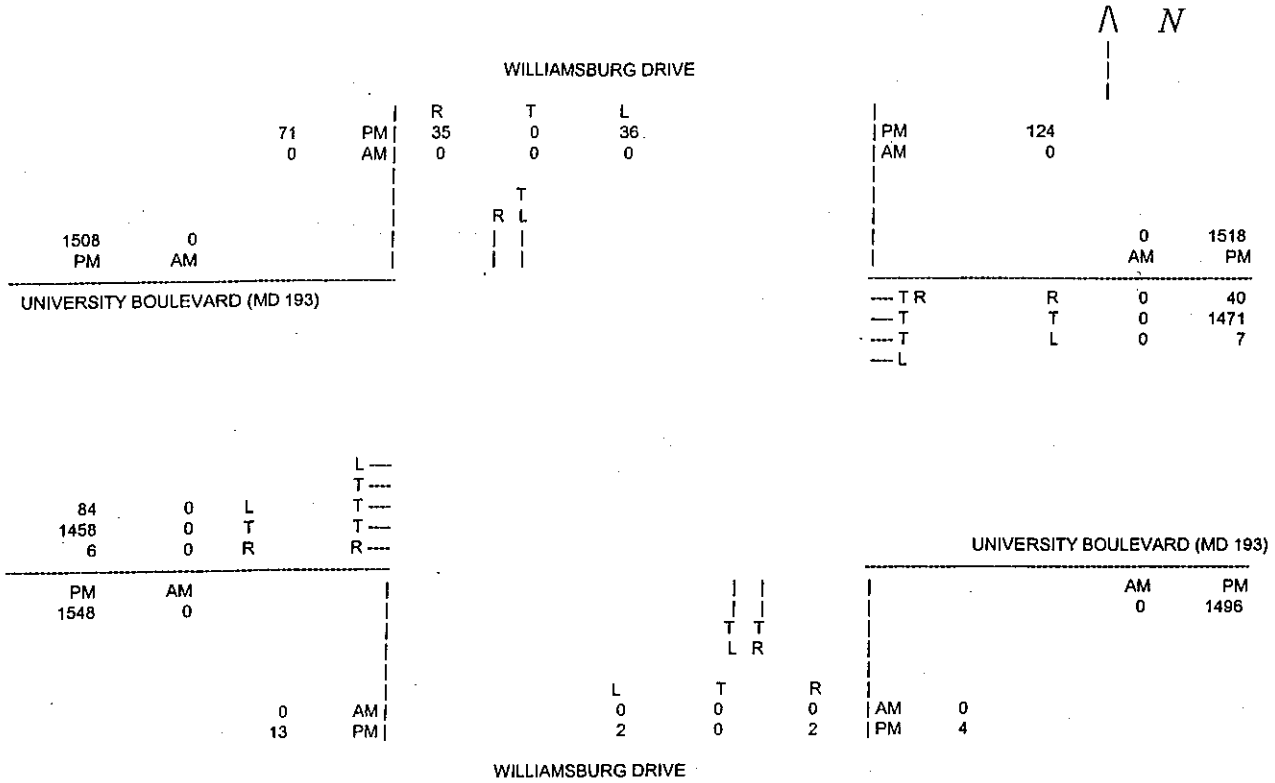 N
WILLIAMSBURG DRIVE
R T L
71 PM 35 0 36 PM 124
0 AM 0 0 0 AM 0
T
R L
1508 0 0 1518
PM AM AM PM
UNIVERSITY BOULEVARD (MD 193)
T R R 0 40
T T 0 1471
T L 0 7
L
L
T
84 0 L T
1458 0 T T
6 0 R R
UNIVERSITY BOULEVARD (MD 193)
PM AM AM PM
1548 0 0 1496
T T
L R
L T R
0 AM 0 0 0 AM 0
13 PM 2 0 2 PM 4
WILLIAMSBURG DRIVE